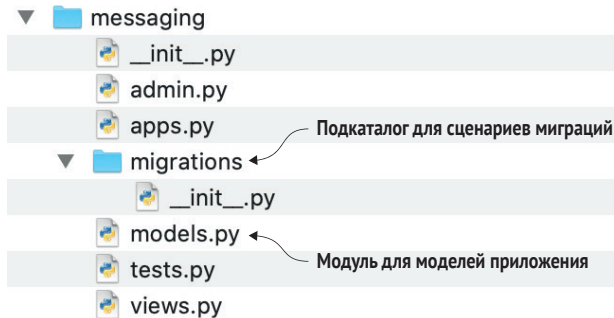 messaging
__init__.py
admin.py
apps.py
Подкаталог для сценариев миграций
migrations
__init__.py
models.py
Модуль для моделей приложения
tests.py
views.py